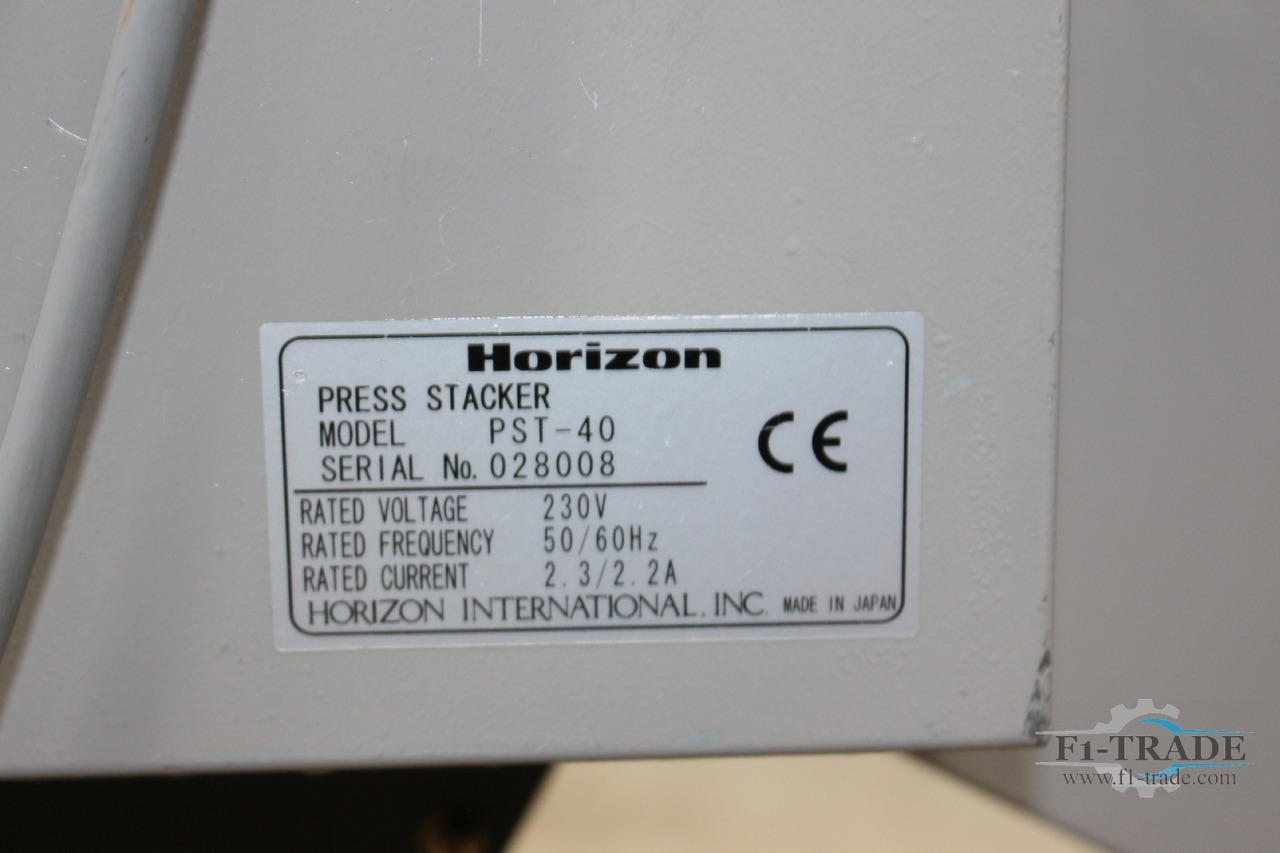 Horizon
PRESS STACKER
MODEL PST-40
SERIAL No. 028008
CE
RATED VOLTAGE 230V
RATED FREQUENCY 50/60Hz
RATED CURRENT 2.3/2.2A
HORIZON INTERNATIONAL, INC. MADE IN JAPAN
F1-TRADE
www.f1-trade.com